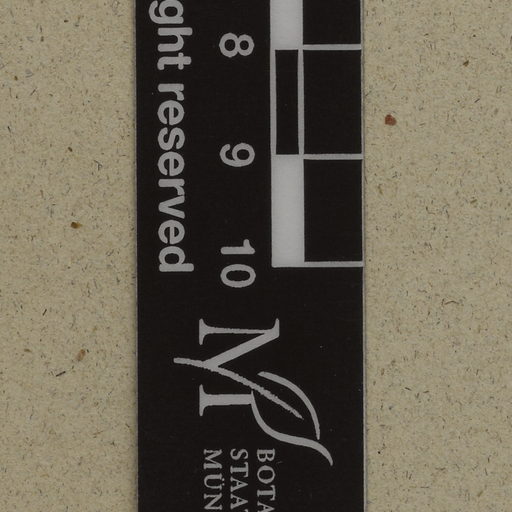 ght reserved
8
9
10
M
BOTA
STAA
MÜN